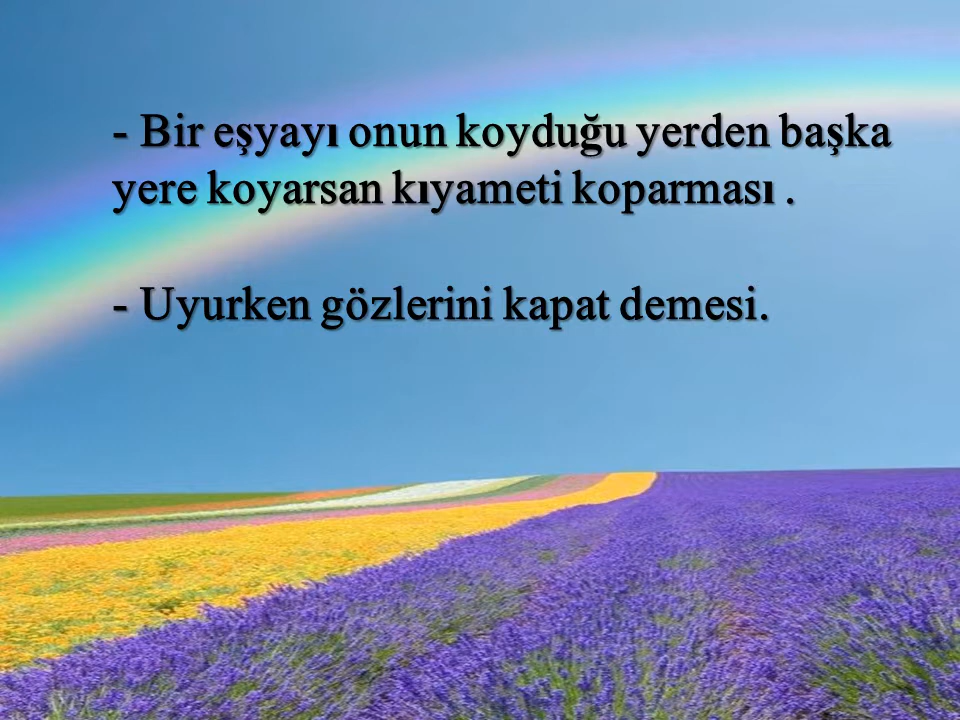 - Bir eşyayı onun koyduğu yerden başka
yere koyarsan kıyameti koparması .
- Uyurken gözlerini kapat demesi.